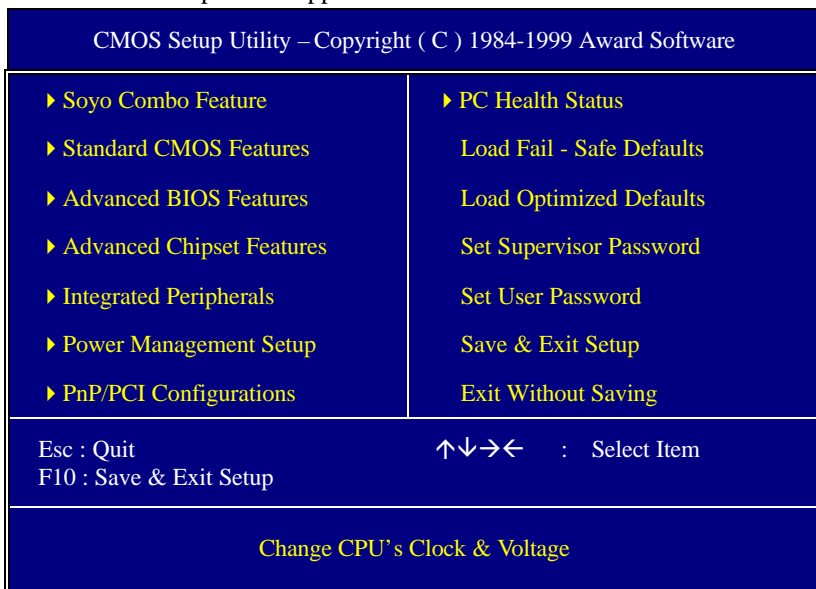 CMOS Setup Utility – Copyright ( C ) 1984-1999 Award Software
Soyo Combo Feature
Standard CMOS Features
Advanced BIOS Features
Advanced Chipset Features
Integrated Peripherals
Power Management Setup
PnP/PCI Configurations
PC Health Status
Load Fail - Safe Defaults
Load Optimized Defaults
Set Supervisor Password
Set User Password
Save & Exit Setup
Exit Without Saving
Esc : Quit
↑↓→← : Select Item
F10 : Save & Exit Setup
Change CPU's Clock & Voltage